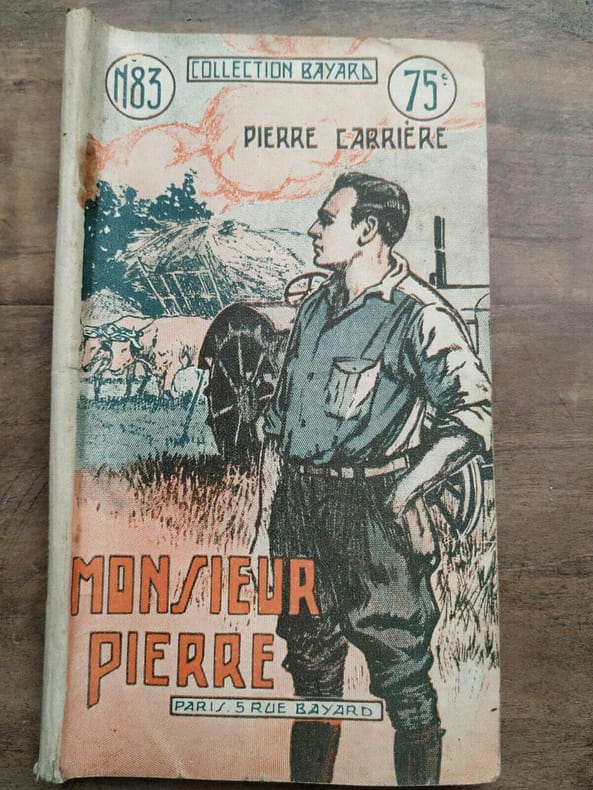 N°83
COLLECTION BAYARD
75c.
PIERRE CARRIÈRE
MONSIEUR
PIERRE
PARIS. 5 RUE BAYARD